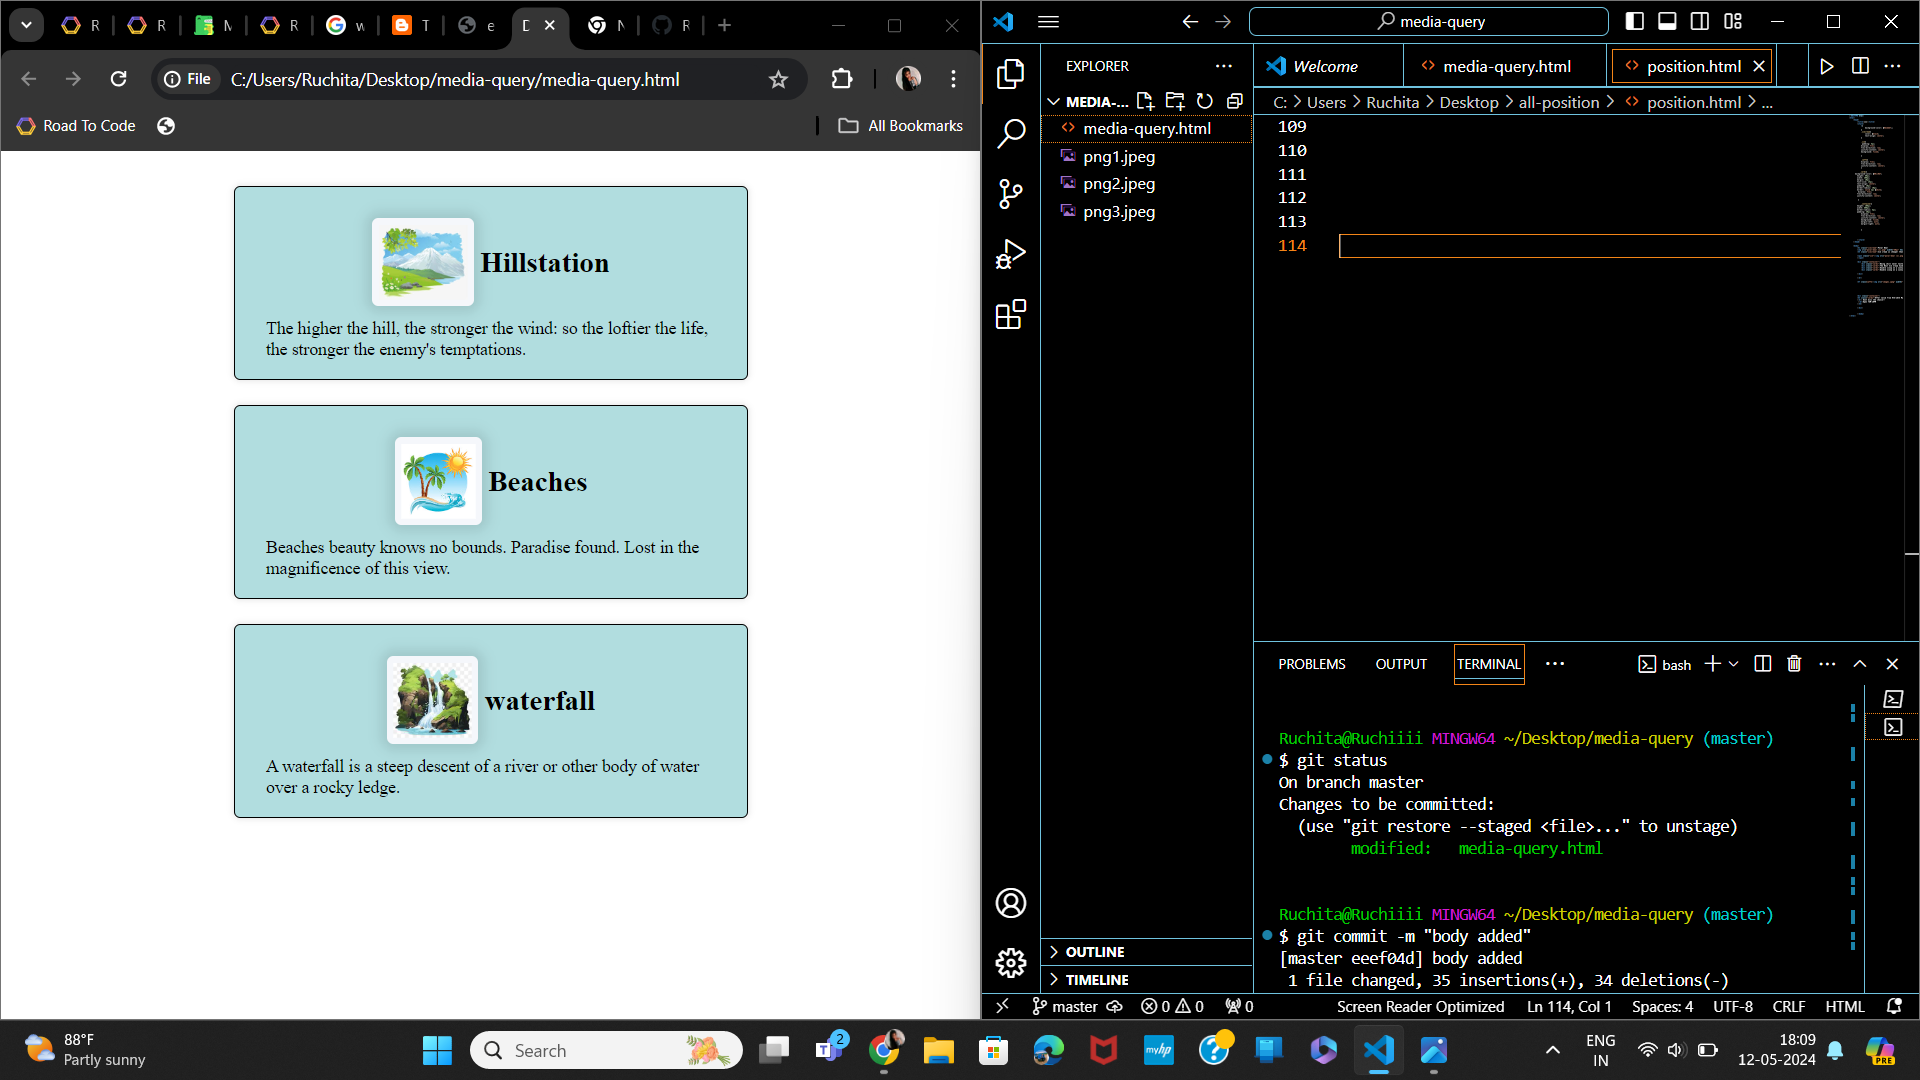 R
R
M
R
w
T
e
D
N
R
File
C:/Users/Ruchita/Desktop/media-query/media-query.html
Road To Code
All Bookmarks
Hillstation
The higher the hill, the stronger the wind: so the loftier the life,
the stronger the enemy's temptations.
Beaches
Beaches beauty knows no bounds. Paradise found. Lost in the
magnificence of this view.
waterfall
A waterfall is a steep descent of a river or other body of water
over a rocky ledge.
media-query
EXPLORER
MEDIA-...
media-query.html
png1.jpeg
png2.jpeg
png3.jpeg
OUTLINE
TIMELINE
Welcome
media-query.html
position.html
C: > Users > Ruchita > Desktop > all-position > position.html > ...
109
110
111
112
113
114
PROBLEMS OUTPUT TERMINAL
bash
Ruchita@Ruchiiii MINGW64 ~/Desktop/media-query (master)
$ git status
On branch master
Changes to be committed:
(use "git restore --staged <file>..." to unstage)
modified: media-query.html
Ruchita@Ruchiiii MINGW64 ~/Desktop/media-query (master)
$ git commit -m "body added"
[master eeef04d] body added
1 file changed, 35 insertions(+), 34 deletions(-)
master 0 0 0 Screen Reader Optimized Ln 114, Col 1 Spaces: 4 UTF-8 CRLF HTML
88°F
Partly sunny
Search
2
myhp
ENG
IN
18:09
12-05-2024
PRE